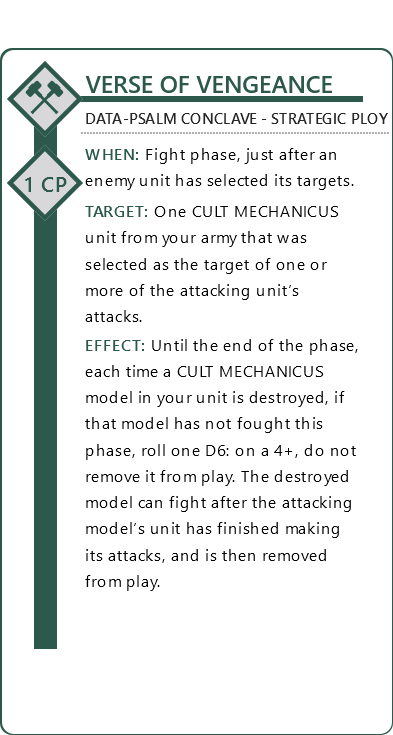 VERSE OF VENGEANCE
DATA-PSALM CONCLAVE - STRATEGIC PLOY
1 CP
WHEN: Fight phase, just after an
enemy unit has selected its targets.
TARGET: One CULT MECHANICUS
unit from your army that was
selected as the target of one or
more of the attacking unit’s
attacks.
EFFECT: Until the end of the phase,
each time a CULT MECHANICUS
model in your unit is destroyed, if
that model has not fought this
phase, roll one D6: on a 4+, do not
remove it from play. The destroyed
model can fight after the attacking
model’s unit has finished making
its attacks, and is then removed
from play.